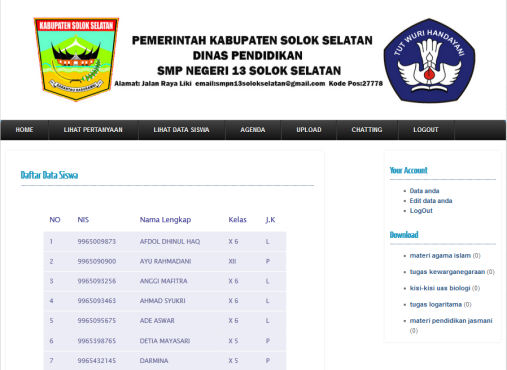 KABUPATEN SOLOK SELATAN
PEMERINTAH KABUPATEN SOLOK SELATAN
DINAS PENDIDIKAN
SMP NEGERI 13 SOLOK SELATAN
Alamat: Jalan Raya Liki email:smpn13solokselatan@gmail.com Kode Pos:27778
TUT WURI HANDAYANI
HOME LIHAT PERTANYAAN LIHAT DATA SISWA AGENDA UPLOAD CHATTING LOGOUT
Daftar Data Siswa
NO NIS Nama Lengkap Kelas J.K
1 9965009873 AFDOL DHINUL HAQ X 6 L
2 9965090900 AYU RAHMADANI XII P
3 9965093256 ANGGI MAFITRA X 6 L
4 9965093463 AHMAD SYUKRI X 6 L
5 9965095675 ADE ASWAR X 6 L
6 9965398765 DETIA MAYASARI X 5 P
7 9965432145 DARMINA X 5 P
Your Account
Data anda
Edit data anda
LogOut
Download
materi agama islam (0)
tugas kewarganegaraan (0)
kisi-kisi uas biologi (0)
tugas logaritama (0)
materi pendidikan jasmani
(0)